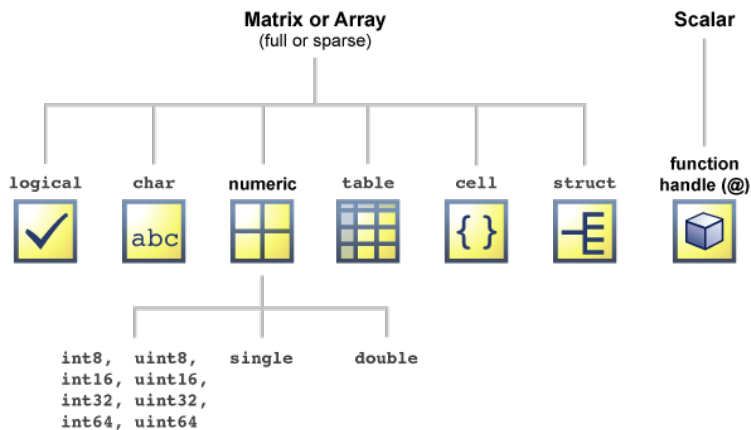 Matrix or Array
(full or sparse)
Scalar
logical
char
numeric
table
cell
struct
function
handle (@)
abc
{ }
int8, uint8,
int16, uint16,
int32, uint32,
int64, uint64
single
double